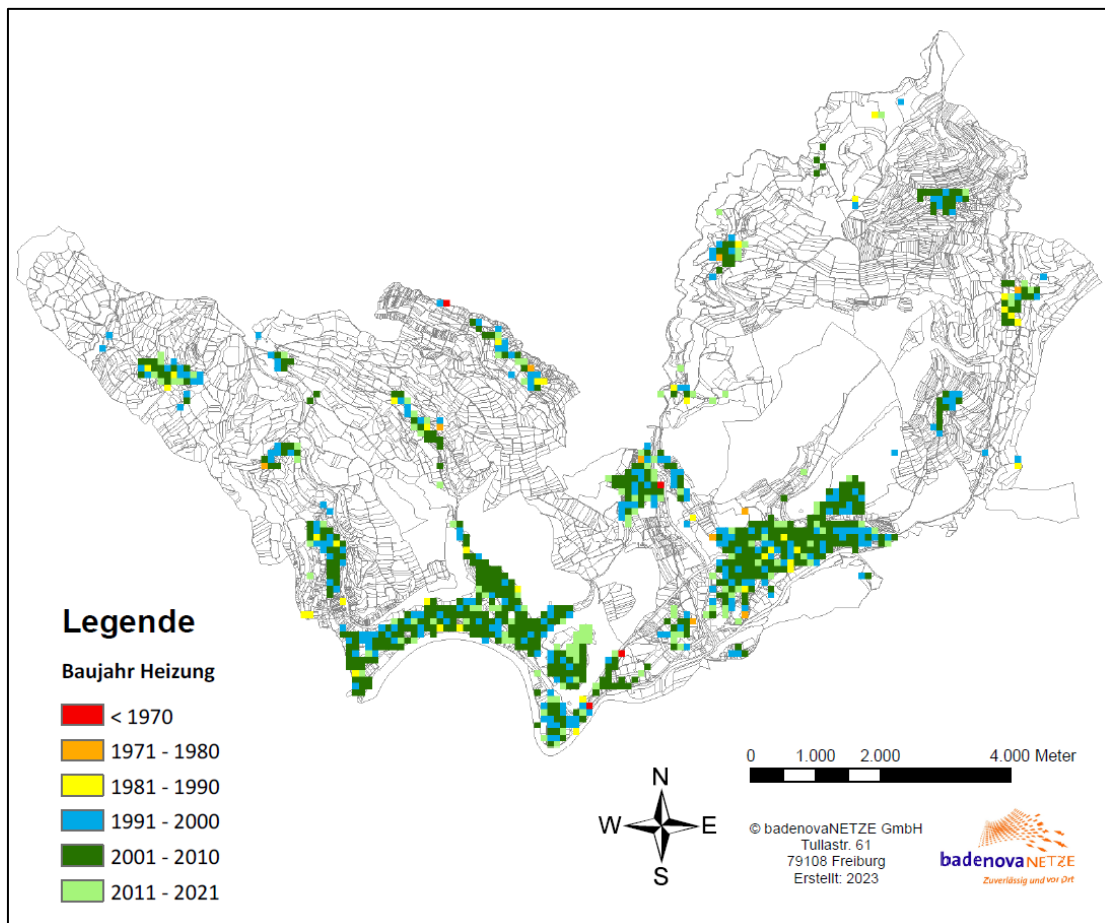 Legende
Baujahr Heizung
< 1970
1971 - 1980
1981 - 1990
1991 - 2000
2001 - 2010
2011 - 2021
N
W E
S
0 1.000 2.000 4.000 Meter
© badenovaNETZE GmbH
Tullastr. 61
79108 Freiburg
Erstellt: 2023
badenovaNETZE
Zuverlässig und vor Ort